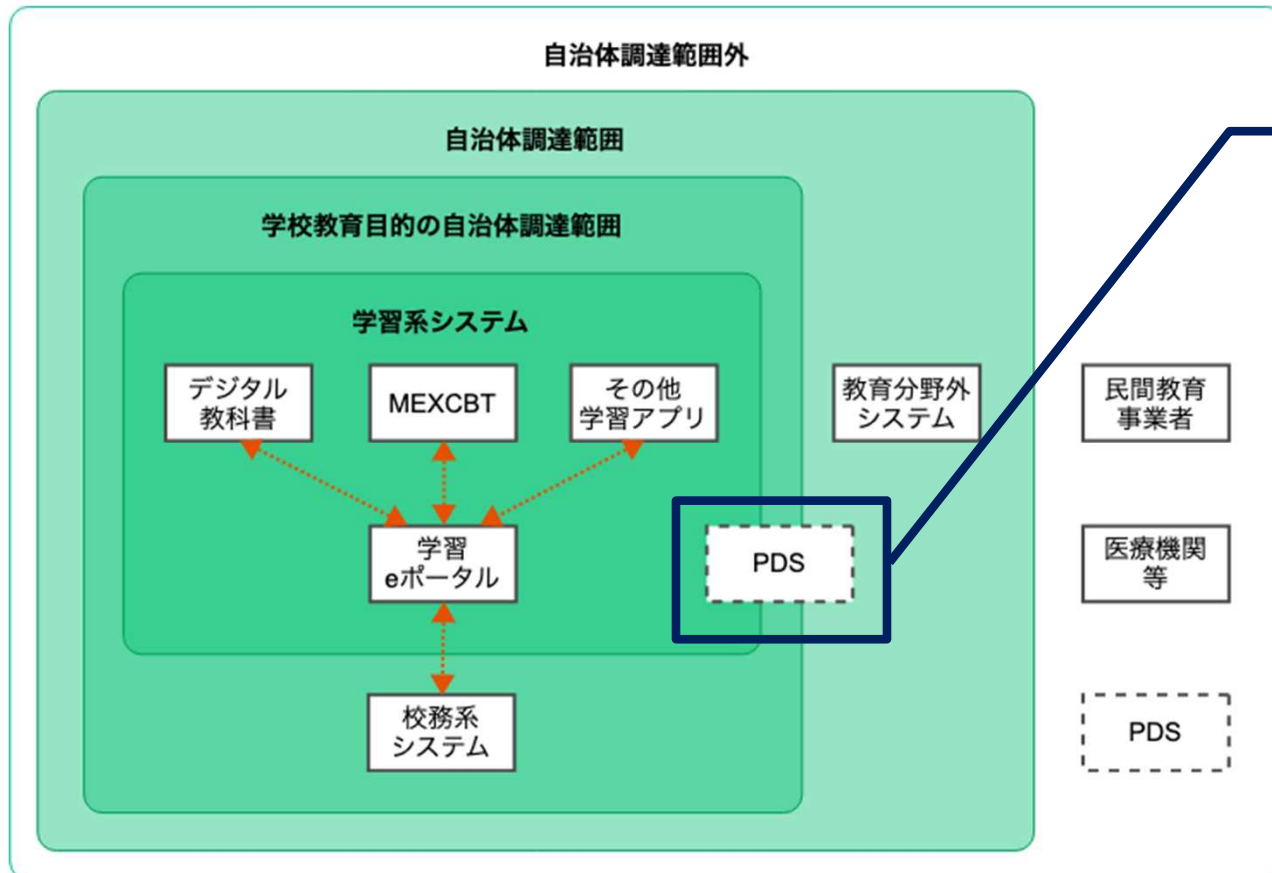 自治体調達範囲外
自治体調達範囲
学校教育目的の自治体調達範囲
学習系システム
デジタル
教科書
MEXCBT
その他
学習アプリ
教育分野外
システム
民間教育
事業者
学習
eポータル
PDS
医療機関
等
校務系
システム
PDS